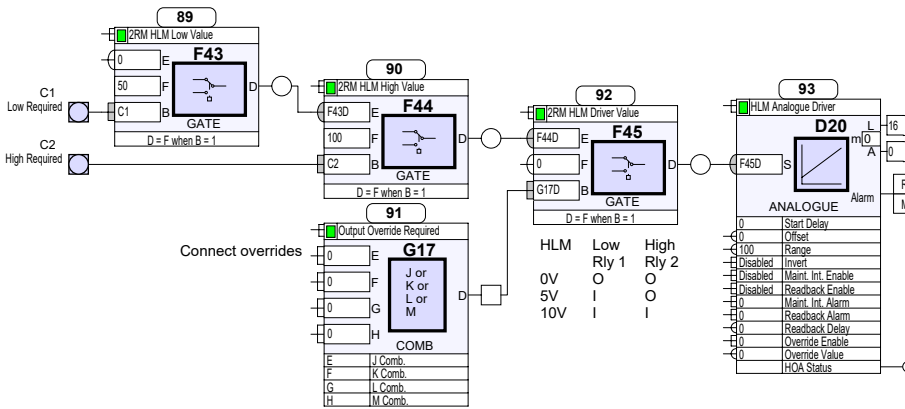 89
2RM HLM Low Value
F43
0 E
50 F D
C1 B
GATE
D = F when B = 1
C1
Low Required
C2
High Required
90
2RM HLM High Value
F44
F43D E
100 F D
C2 B
GATE
D = F when B = 1
91
Output Override Required
Connect overrides
G17
0 E
0 F
0 G
0 H
J or
K or
L or
M
D
COMB
E J Comb.
F K Comb.
G L Comb.
H M Comb.
92
2RM HLM Driver Value
F45
F44D E
0 F D
G17D B
GATE
D = F when B = 1
HLM Low High
Rly 1 Rly 2
0V O O
5V I O
10V I I
93
HLM Analogue Driver
D20
F45D S
L 16
m 0
A 0
Alarm
ANALOGUE
0 Start Delay
0 Offset
100 Range
Disabled Invert
Disabled Maint. Int. Enable
Disabled Readback Enable
0 Maint. Int. Alarm
0 Readback Alarm
0 Readback Delay
0 Override Enable
0 Override Value
HOA Status